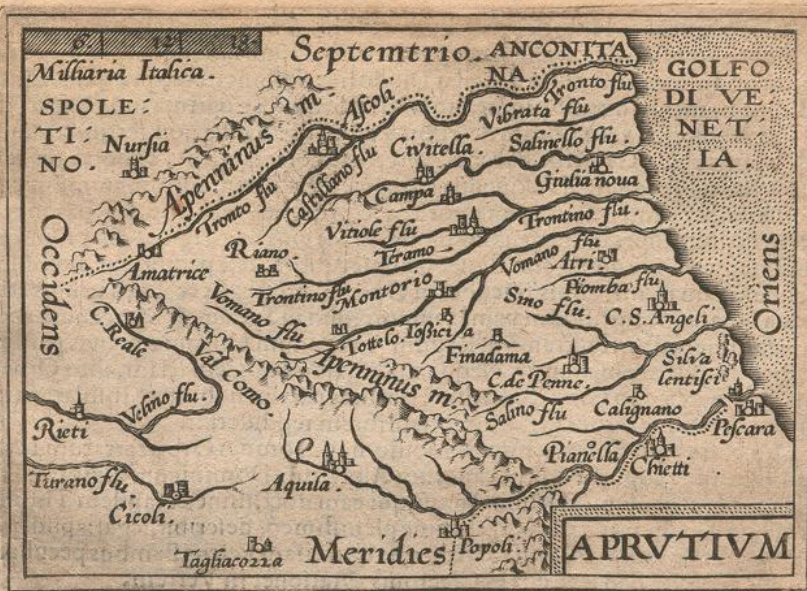 6. 12 18
Milliaria Italica.
Septemtrio.
ANCONITA
NA.
GOLFO
DI VE:
NET:
IA.
SPOLE:
TI:
NO.
Nursia
Apenninus m.
Ascoli
Tronto flu
Vibrata flu
Civitella.
Salinello flu.
Castillano flu
Giulia noua
Campa
Tronto flu
Vitiole flu
Trontino flu.
Occidens
Riano.
Teramo.
Vomano flu
Atri.
Oriens
Amatrice
Trontino flu
Montorio
Piomba flu
Vomano flu
Sino flu.
C. S. Angeli
C. Reale
Tottelo.
Iossici a
Val Como.
Apenninus m.
Finadama
Silva
lentisci
C. de Penne.
Velino flu.
Salino flu
Calignano
Rieti
Pescara
Pianella
Chietti
Turano flu
Aquila.
Cicoli.
Tagliacozza
Meridies
Popoli.
APRVTIVM